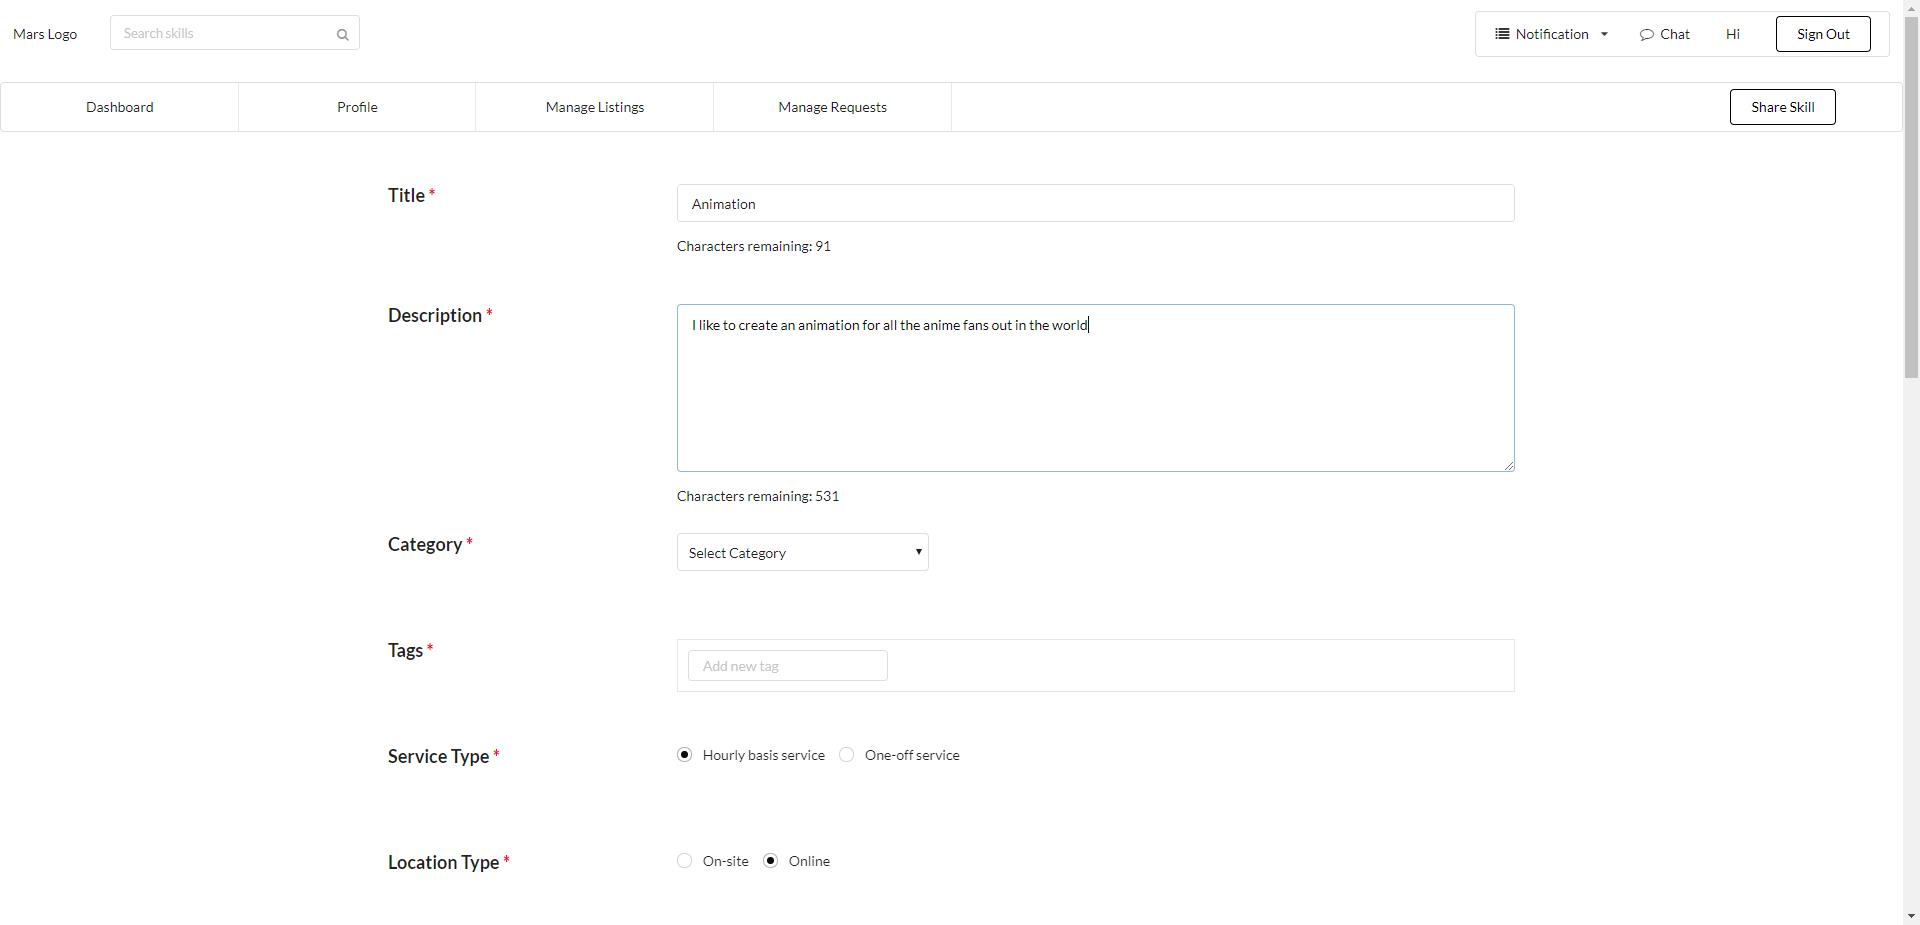 Mars Logo Search skills Notification Chat Hi Sign Out
Dashboard Profile Manage Listings Manage Requests Share Skill
Title * Animation
Characters remaining: 91
Description * I like to create an animation for all the anime fans out in the world
Characters remaining: 531
Category * Select Category
Tags * Add new tag
Service Type * Hourly basis service One-off service
Location Type * On-site Online